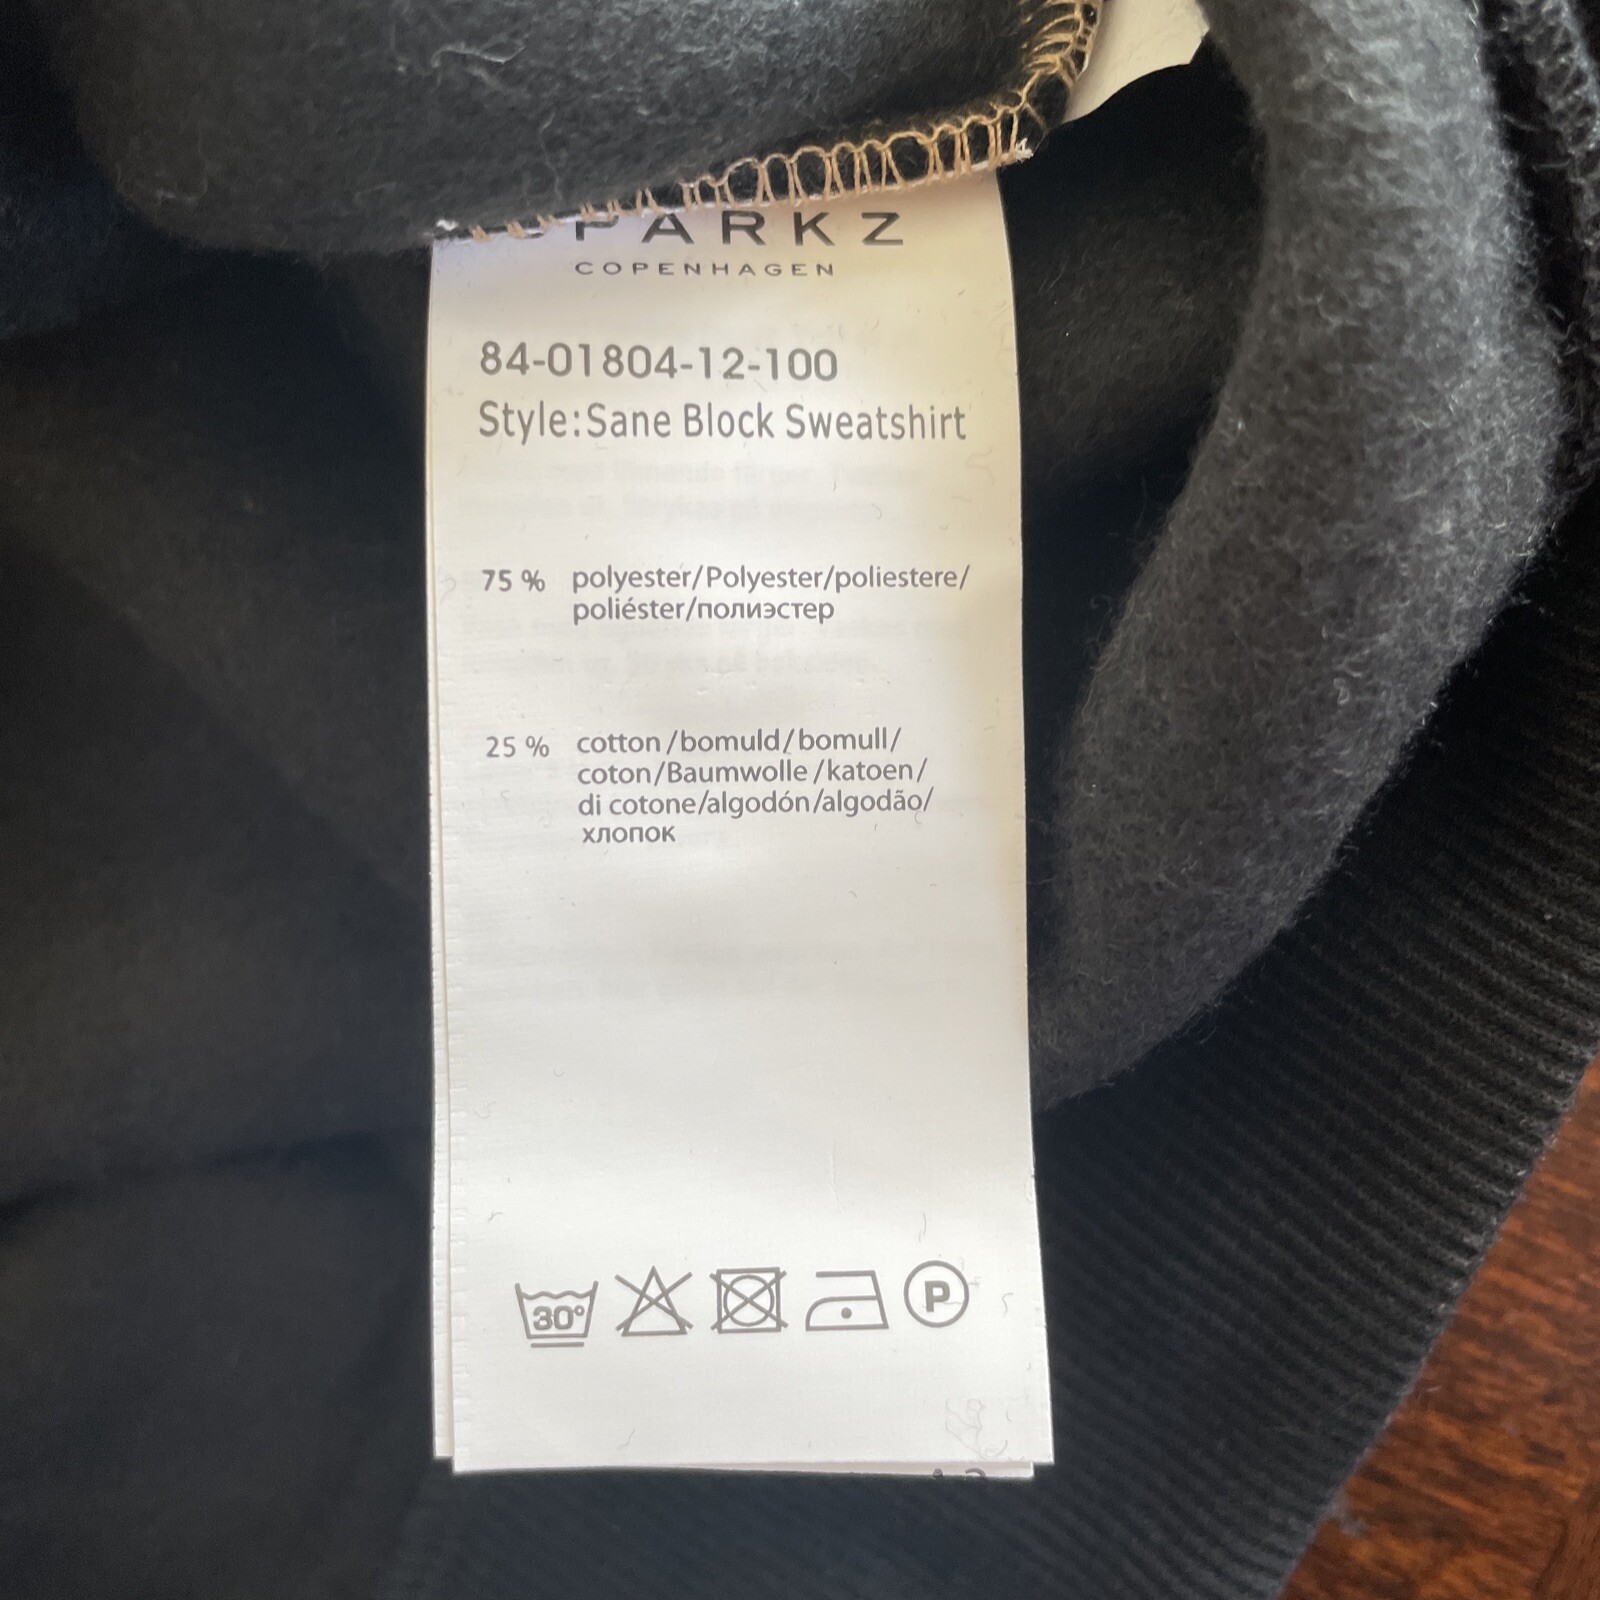 PARKZ
COPENHAGEN
84-01804-12-100
Style:Sane Block Sweatshirt
75 % polyester/Polyester/poliestere/
poliéster/полиэстер
25 % cotton/bomuld/bomull/
coton/Baumwolle/katoen/
di cotone/algodón/algodão/
хлопок
30°
P